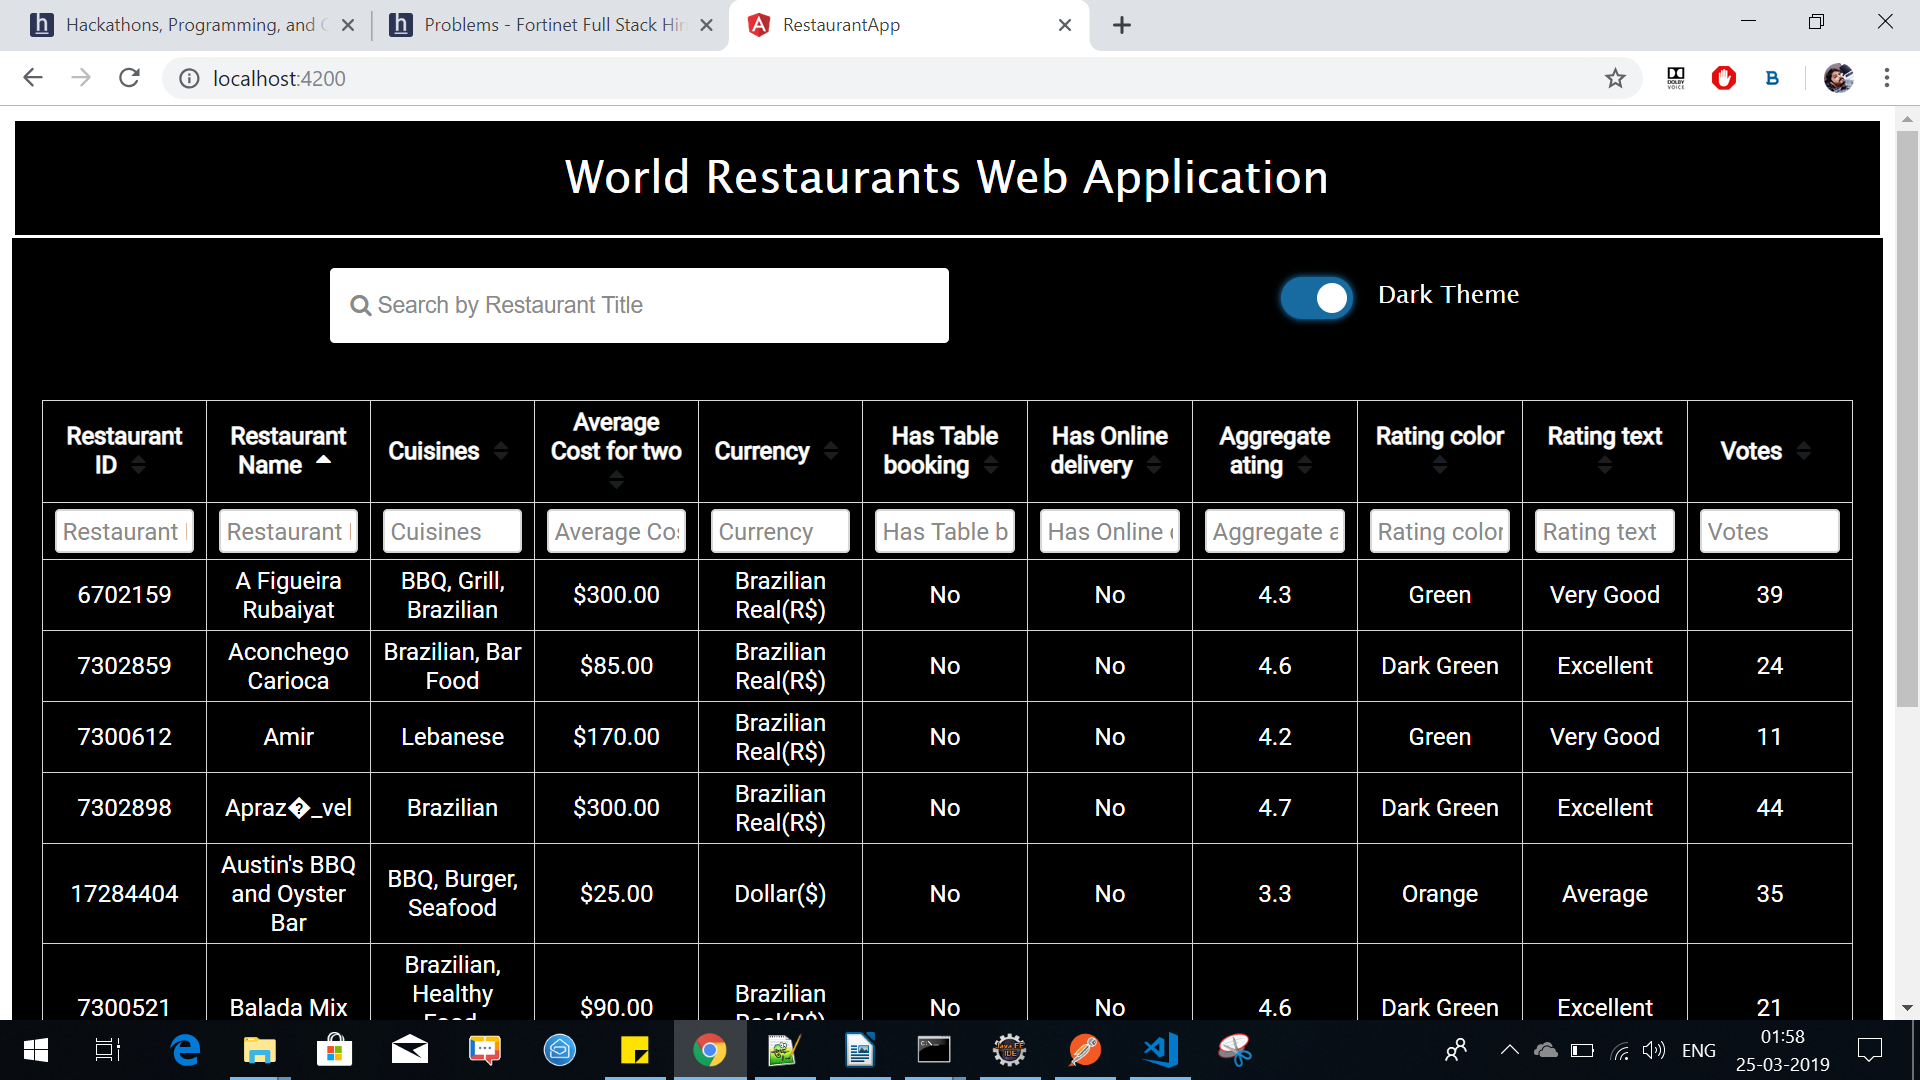 Hackathons, Programming, and
Problems - Fortinet Full Stack Hir
RestaurantApp
localhost:4200
DOLBY
VOICE
B
World Restaurants Web Application
Search by Restaurant Title
Dark Theme
Restaurant ID
Restaurant Name
Cuisines
Average Cost for two
Currency
Has Table booking
Has Online delivery
Aggregate ating
Rating color
Rating text
Votes
Restaurant
Restaurant
Cuisines
Average Cos
Currency
Has Table b
Has Online
Aggregate a
Rating color
Rating text
Votes
6702159 A Figueira Rubaiyat BBQ, Grill, Brazilian $300.00 Brazilian Real(R$) No No 4.3 Green Very Good 39
7302859 Aconchego Carioca Brazilian, Bar Food $85.00 Brazilian Real(R$) No No 4.6 Dark Green Excellent 24
7300612 Amir Lebanese $170.00 Brazilian Real(R$) No No 4.2 Green Very Good 11
7302898 Apraz�_vel Brazilian $300.00 Brazilian Real(R$) No No 4.7 Dark Green Excellent 44
17284404 Austin's BBQ and Oyster Bar BBQ, Burger, Seafood $25.00 Dollar($) No No 3.3 Orange Average 35
7300521 Balada Mix Brazilian, Healthy Food $90.00 Brazilian Real(R$) No No 4.6 Dark Green Excellent 21
ENG
01:58
25-03-2019